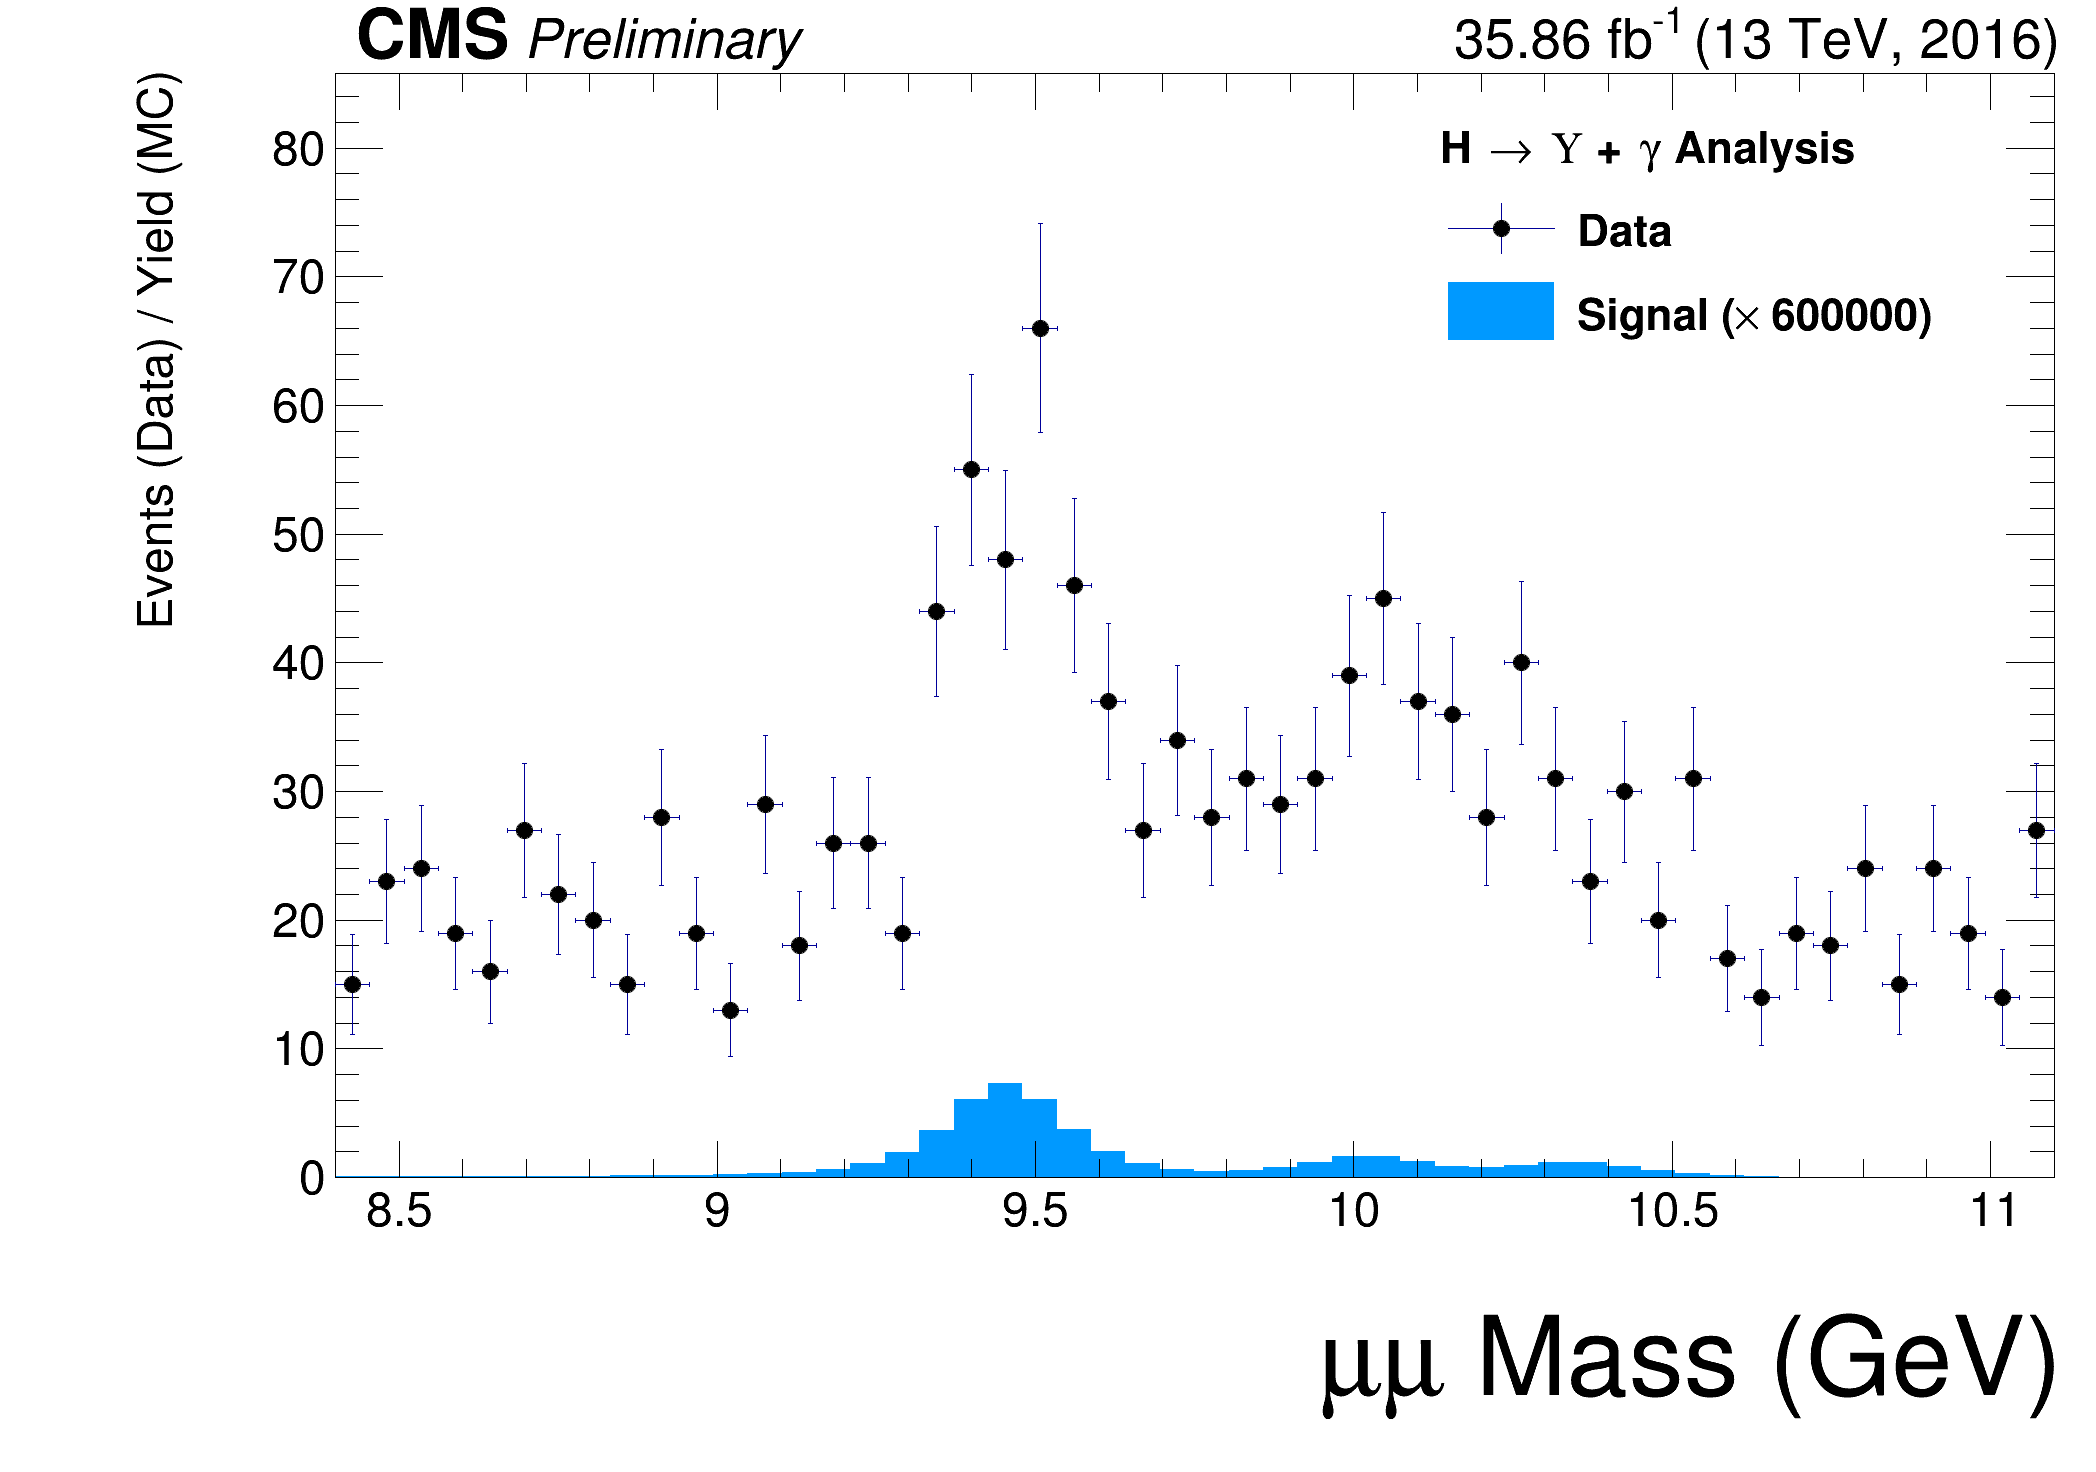 CMS Preliminary
35.86 fb⁻¹ (13 TeV, 2016)
Events (Data) / Yield (MC)
H → Υ + γ Analysis
Data
Signal (× 600000)
80
70
60
50
40
30
20
10
0
8.5 9 9.5 10 10.5 11
μμ Mass (GeV)